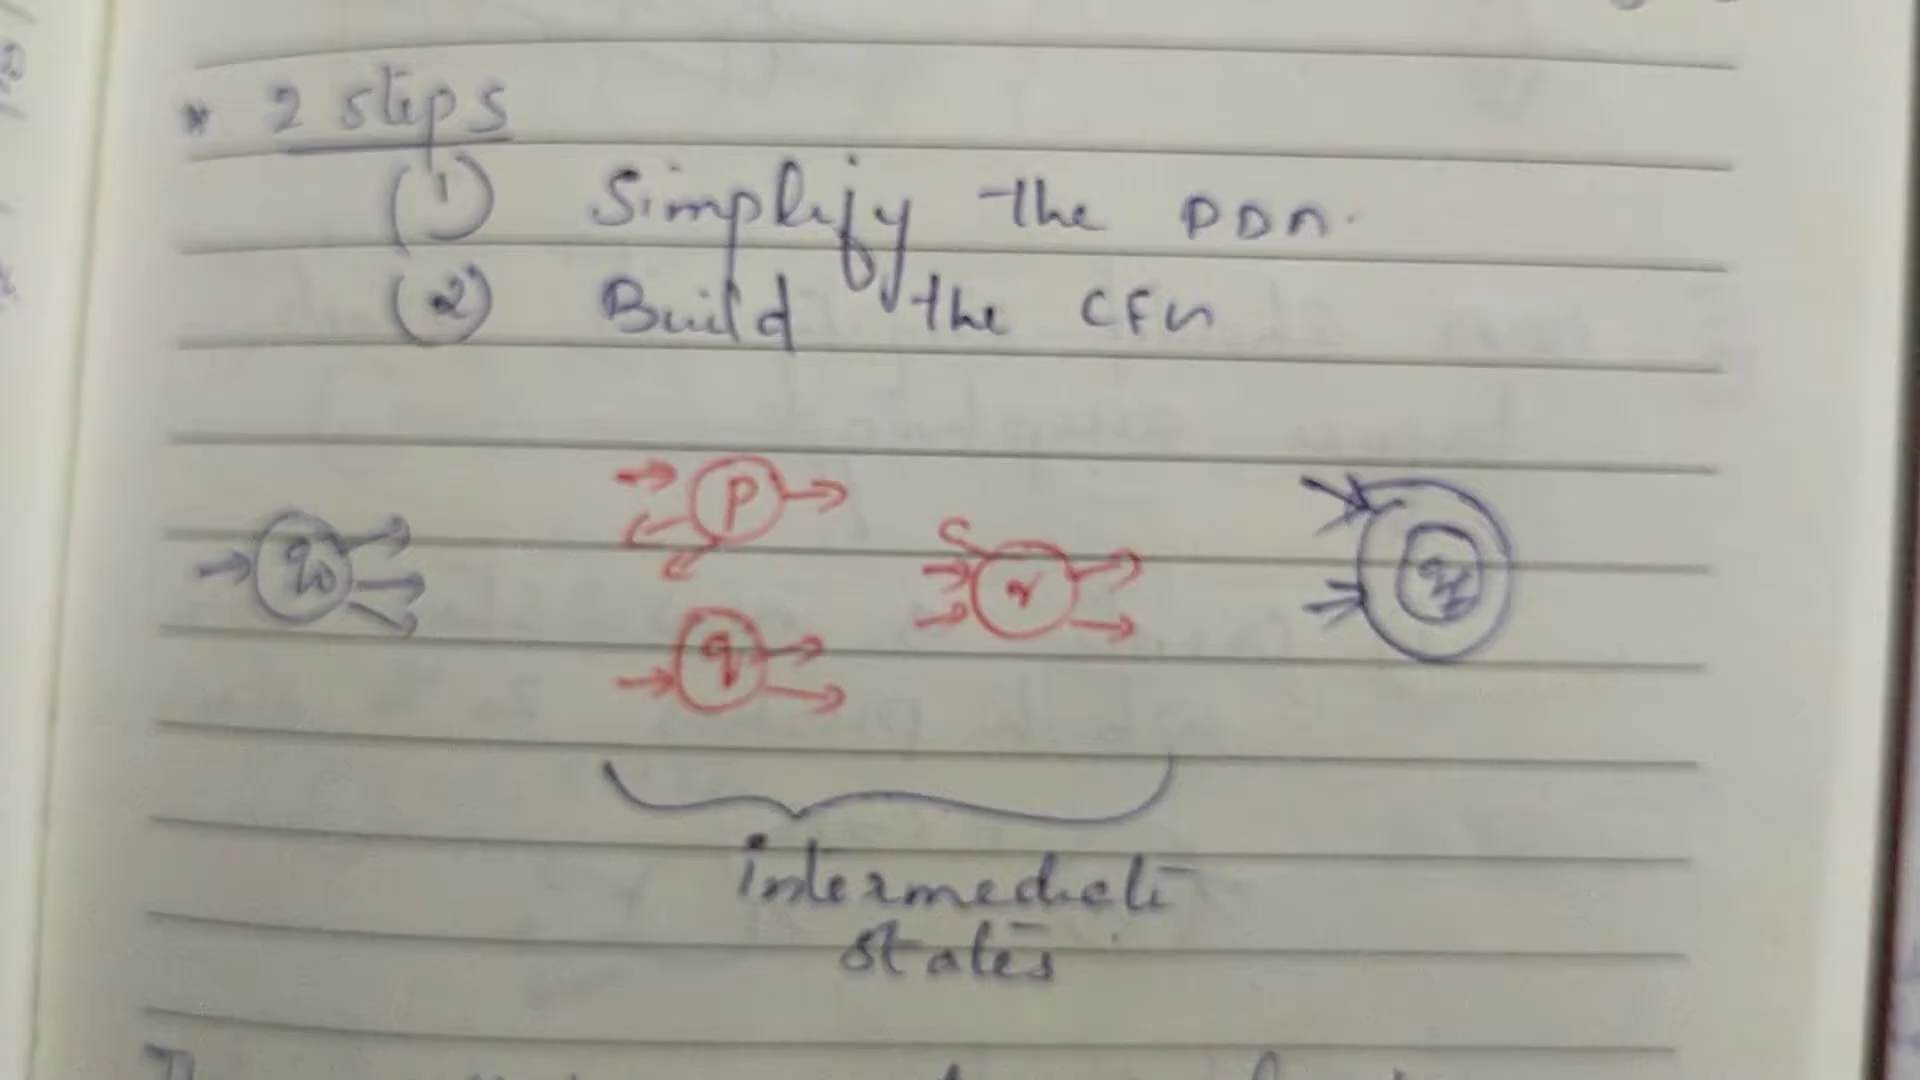 * 2 steps
(1) Simplify the PDA.
(2) Build the CFG
q0 p r qf
q
intermediate
states